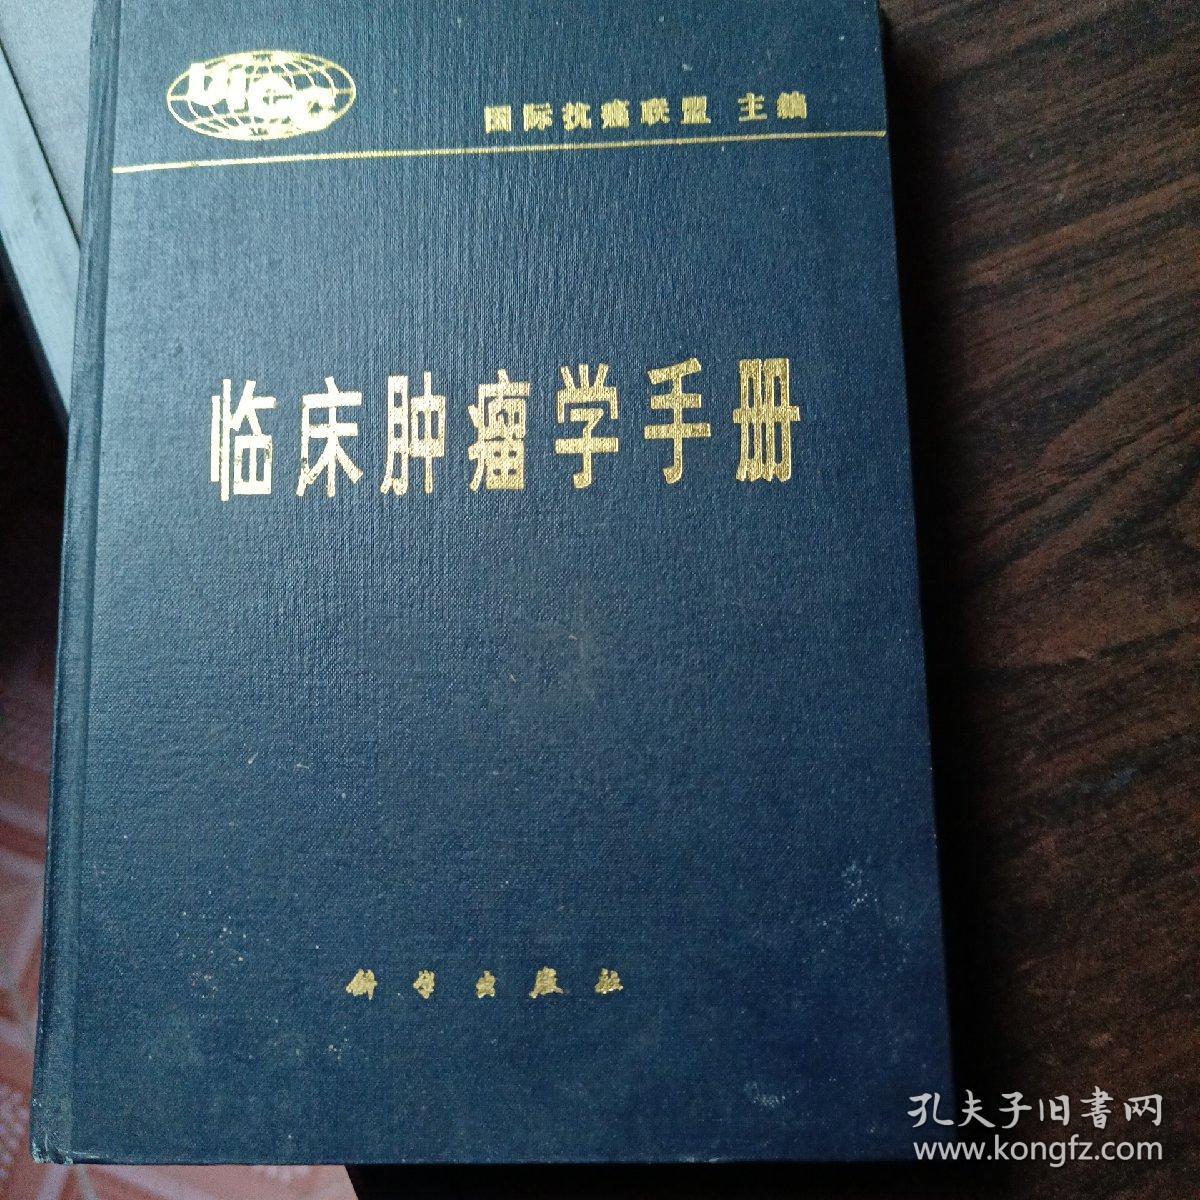 UICC
国际抗癌联盟 主编
临床肿瘤学手册
科学出版社
孔夫子旧書网
www.kongfz.com